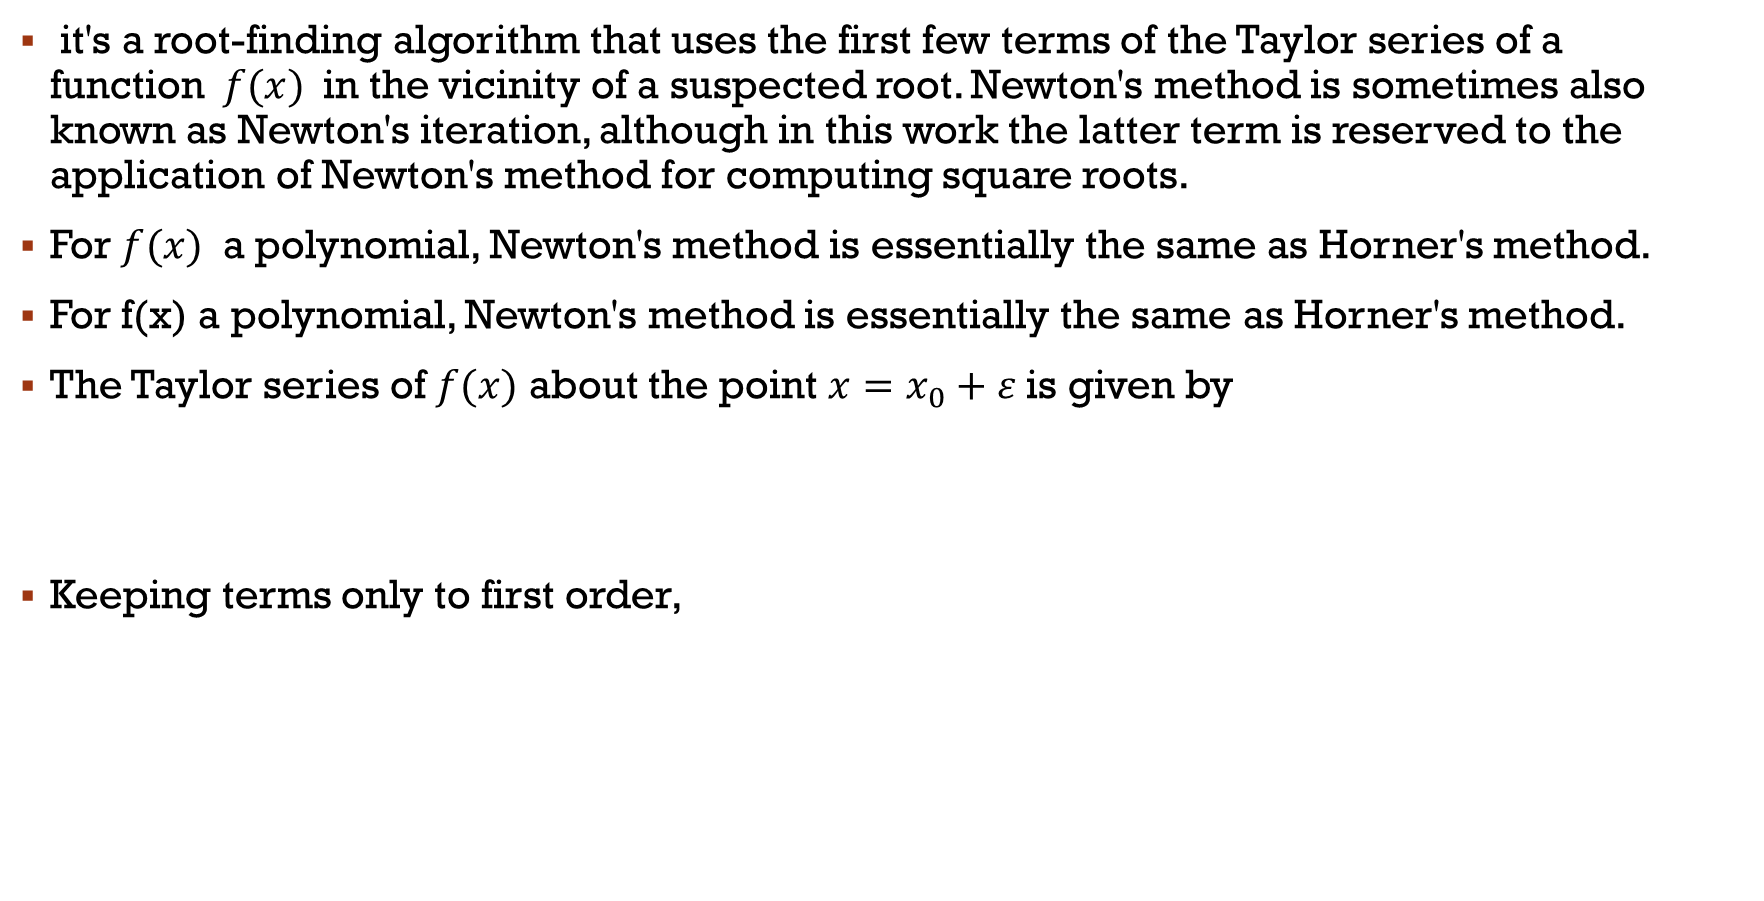 ▪ it's a root-finding algorithm that uses the first few terms of the Taylor series of a
function f(x) in the vicinity of a suspected root. Newton's method is sometimes also
known as Newton's iteration, although in this work the latter term is reserved to the
application of Newton's method for computing square roots.
▪ For f(x) a polynomial, Newton's method is essentially the same as Horner's method.
▪ For f(x) a polynomial, Newton's method is essentially the same as Horner's method.
▪ The Taylor series of f(x) about the point x = x₀ + ε is given by
▪ Keeping terms only to first order,